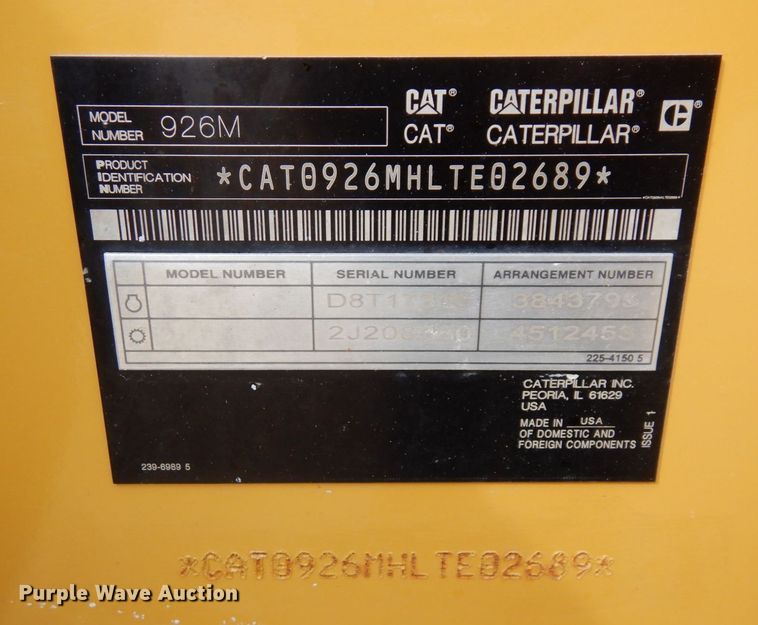 CAT® CATERPILLAR®
MODEL NUMBER 926M
CAT® CATERPILLAR®
PRODUCT IDENTIFICATION NUMBER *CAT0926MHLTE02689*
*CAT0926MHLTE02689*
MODEL NUMBER SERIAL NUMBER ARRANGEMENT NUMBER
225-4150 5
CATERPILLAR INC.
PEORIA, IL 61629
USA
MADE IN USA
OF DOMESTIC AND
FOREIGN COMPONENTS
ISSUE 1
239-6989 5
*CAT0926MHLTE02689*
Purple Wave Auction